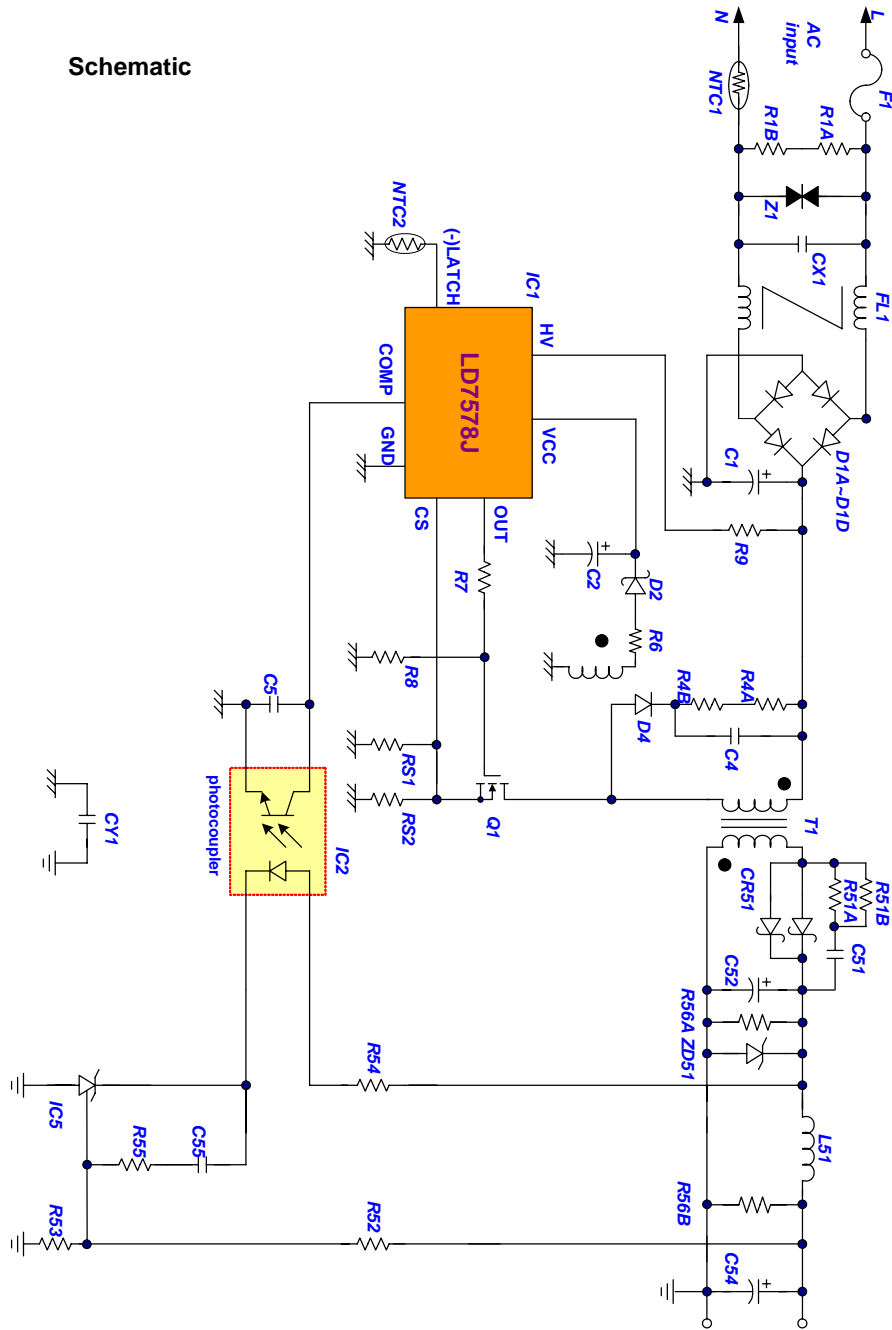 Schematic
N
L
AC
input
F1
NTC1
R1B
R1A
Z1
CX1
FL1
NTC2
(-)LATCH
IC1
HV
COMP
LD7578J
GND
VCC
CS
OUT
C1
D1A~D1D
R9
R7
C2
D2
R6
R8
C5
R4B
R4A
D4
C4
RS1
RS2
Q1
T1
CY1
photocoupler
IC2
CR51
R51A
R51B
C51
C52
R56A
ZD51
R54
IC5
R55
C55
L51
R56B
R53
R52
C54
+
+
+
+